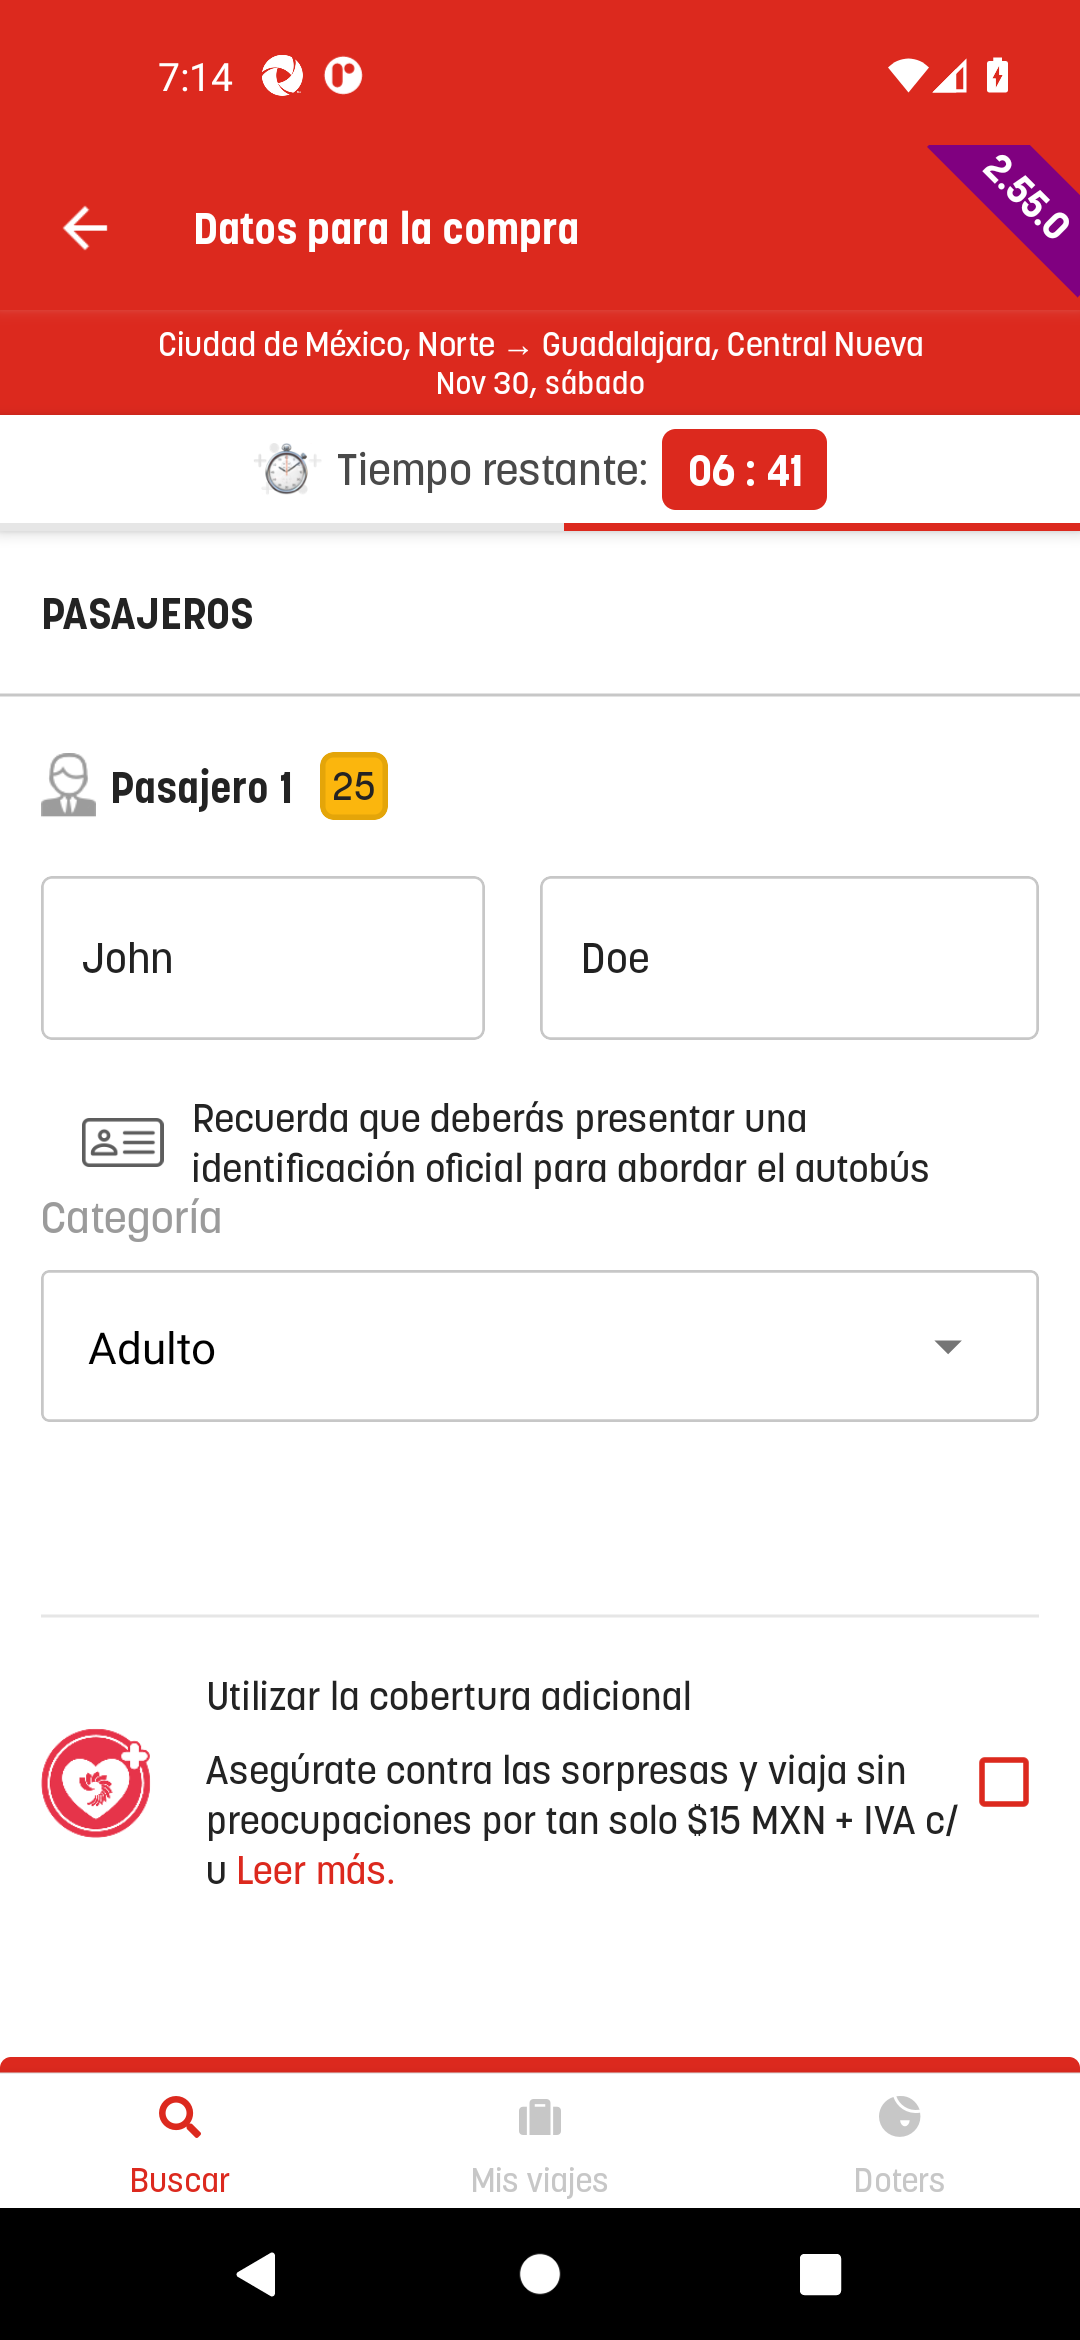 7:14
2.55.0
Datos para la compra
Ciudad de México, Norte → Guadalajara, Central Nueva
Nov 30, sábado
Tiempo restante: 06 : 41
PASAJEROS
Pasajero 1 25
John Doe
Recuerda que deberás presentar una
identificación oficial para abordar el autobús
Categoría
Adulto
Utilizar la cobertura adicional
Asegúrate contra las sorpresas y viaja sin
preocupaciones por tan solo $15 MXN + IVA c/
u Leer más.
Buscar Mis viajes Doters